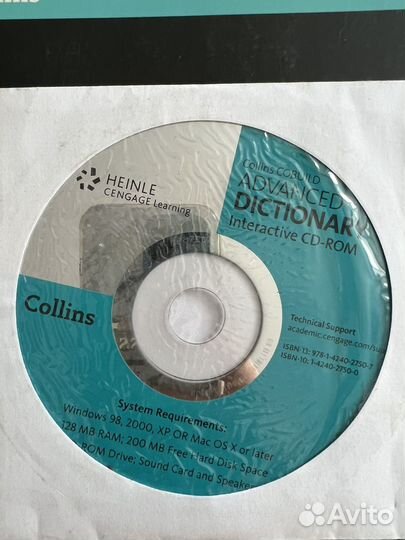 HEINLE
CENGAGE Learning
Collins COBUILD
ADVANCED
DICTIONAR
Interactive CD-ROM
Collins
Technical Support
academic.cengage.com/su
ISBN-13: 978-1-4240-2750-7
ISBN-10: 1-4240-2750-0
System Requirements:
Windows 98, 2000, XP OR Mac OS X or later
128 MB RAM; 200 MB Free Hard Disk Space
-ROM Drive; Sound Card and Speake
Avito